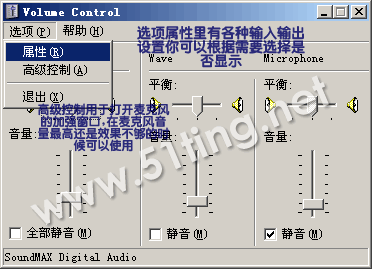 Volume Control
选项(P) 帮助(H)
选项属性里有各种输入输出
设置你可以根据需要选择是
否显示
属性(R)
高级控制(A)
退出(X)
Wave
Microphone
高级控制用于打开麦克风
的加强窗口,在麦克风音
量最高还是效果不够的时
候可以使用
平衡:
平衡:
音量:
音量:
音量:
全部静音(M)
静音(M)
静音(M)
SoundMAX Digital Audio
www.51ting.net